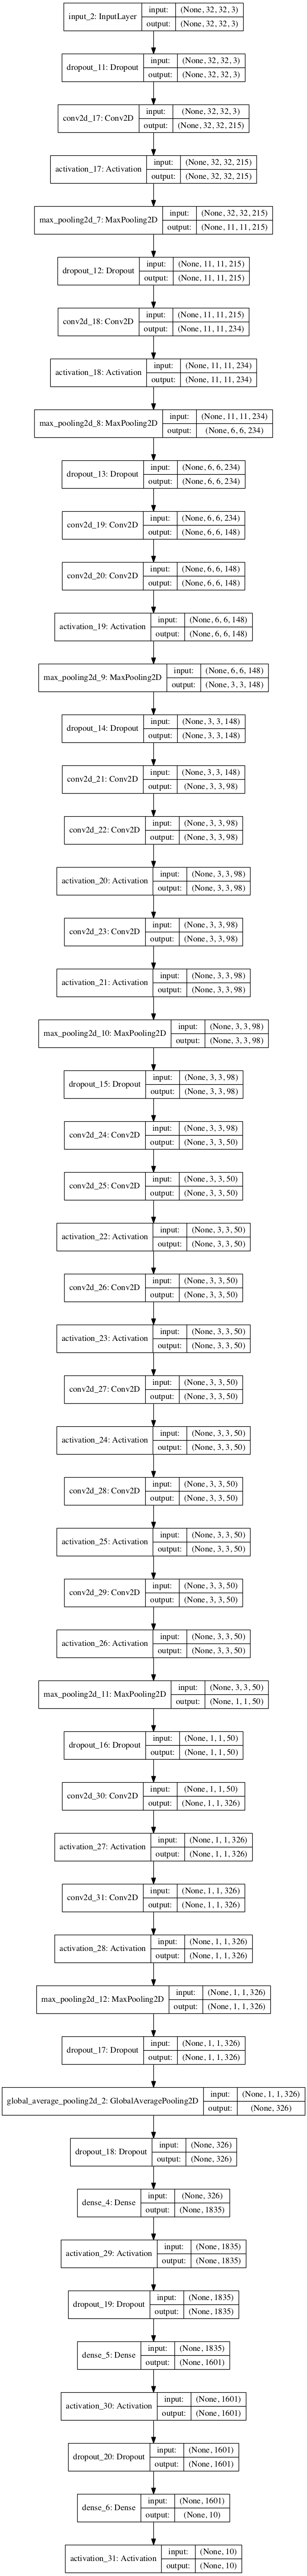 input_2: InputLayer input: (None, 32, 32, 3)
output: (None, 32, 32, 3)
dropout_11: Dropout input: (None, 32, 32, 3)
output: (None, 32, 32, 3)
conv2d_17: Conv2D input: (None, 32, 32, 3)
output: (None, 32, 32, 215)
activation_17: Activation input: (None, 32, 32, 215)
output: (None, 32, 32, 215)
max_pooling2d_7: MaxPooling2D input: (None, 32, 32, 215)
output: (None, 11, 11, 215)
dropout_12: Dropout input: (None, 11, 11, 215)
output: (None, 11, 11, 215)
conv2d_18: Conv2D input: (None, 11, 11, 215)
output: (None, 11, 11, 234)
activation_18: Activation input: (None, 11, 11, 234)
output: (None, 11, 11, 234)
max_pooling2d_8: MaxPooling2D input: (None, 11, 11, 234)
output: (None, 6, 6, 234)
dropout_13: Dropout input: (None, 6, 6, 234)
output: (None, 6, 6, 234)
conv2d_19: Conv2D input: (None, 6, 6, 234)
output: (None, 6, 6, 148)
conv2d_20: Conv2D input: (None, 6, 6, 148)
output: (None, 6, 6, 148)
activation_19: Activation input: (None, 6, 6, 148)
output: (None, 6, 6, 148)
max_pooling2d_9: MaxPooling2D input: (None, 6, 6, 148)
output: (None, 3, 3, 148)
dropout_14: Dropout input: (None, 3, 3, 148)
output: (None, 3, 3, 148)
conv2d_21: Conv2D input: (None, 3, 3, 148)
output: (None, 3, 3, 98)
conv2d_22: Conv2D input: (None, 3, 3, 98)
output: (None, 3, 3, 98)
activation_20: Activation input: (None, 3, 3, 98)
output: (None, 3, 3, 98)
conv2d_23: Conv2D input: (None, 3, 3, 98)
output: (None, 3, 3, 98)
activation_21: Activation input: (None, 3, 3, 98)
output: (None, 3, 3, 98)
max_pooling2d_10: MaxPooling2D input: (None, 3, 3, 98)
output: (None, 3, 3, 98)
dropout_15: Dropout input: (None, 3, 3, 98)
output: (None, 3, 3, 98)
conv2d_24: Conv2D input: (None, 3, 3, 98)
output: (None, 3, 3, 50)
conv2d_25: Conv2D input: (None, 3, 3, 50)
output: (None, 3, 3, 50)
activation_22: Activation input: (None, 3, 3, 50)
output: (None, 3, 3, 50)
conv2d_26: Conv2D input: (None, 3, 3, 50)
output: (None, 3, 3, 50)
activation_23: Activation input: (None, 3, 3, 50)
output: (None, 3, 3, 50)
conv2d_27: Conv2D input: (None, 3, 3, 50)
output: (None, 3, 3, 50)
activation_24: Activation input: (None, 3, 3, 50)
output: (None, 3, 3, 50)
conv2d_28: Conv2D input: (None, 3, 3, 50)
output: (None, 3, 3, 50)
activation_25: Activation input: (None, 3, 3, 50)
output: (None, 3, 3, 50)
conv2d_29: Conv2D input: (None, 3, 3, 50)
output: (None, 3, 3, 50)
activation_26: Activation input: (None, 3, 3, 50)
output: (None, 3, 3, 50)
max_pooling2d_11: MaxPooling2D input: (None, 3, 3, 50)
output: (None, 1, 1, 50)
dropout_16: Dropout input: (None, 1, 1, 50)
output: (None, 1, 1, 50)
conv2d_30: Conv2D input: (None, 1, 1, 50)
output: (None, 1, 1, 326)
activation_27: Activation input: (None, 1, 1, 326)
output: (None, 1, 1, 326)
conv2d_31: Conv2D input: (None, 1, 1, 326)
output: (None, 1, 1, 326)
activation_28: Activation input: (None, 1, 1, 326)
output: (None, 1, 1, 326)
max_pooling2d_12: MaxPooling2D input: (None, 1, 1, 326)
output: (None, 1, 1, 326)
dropout_17: Dropout input: (None, 1, 1, 326)
output: (None, 1, 1, 326)
global_average_pooling2d_2: GlobalAveragePooling2D input: (None, 1, 1, 326)
output: (None, 326)
dropout_18: Dropout input: (None, 326)
output: (None, 326)
dense_4: Dense input: (None, 326)
output: (None, 1835)
activation_29: Activation input: (None, 1835)
output: (None, 1835)
dropout_19: Dropout input: (None, 1835)
output: (None, 1835)
dense_5: Dense input: (None, 1835)
output: (None, 1601)
activation_30: Activation input: (None, 1601)
output: (None, 1601)
dropout_20: Dropout input: (None, 1601)
output: (None, 1601)
dense_6: Dense input: (None, 1601)
output: (None, 10)
activation_31: Activation input: (None, 10)
output: (None, 10)